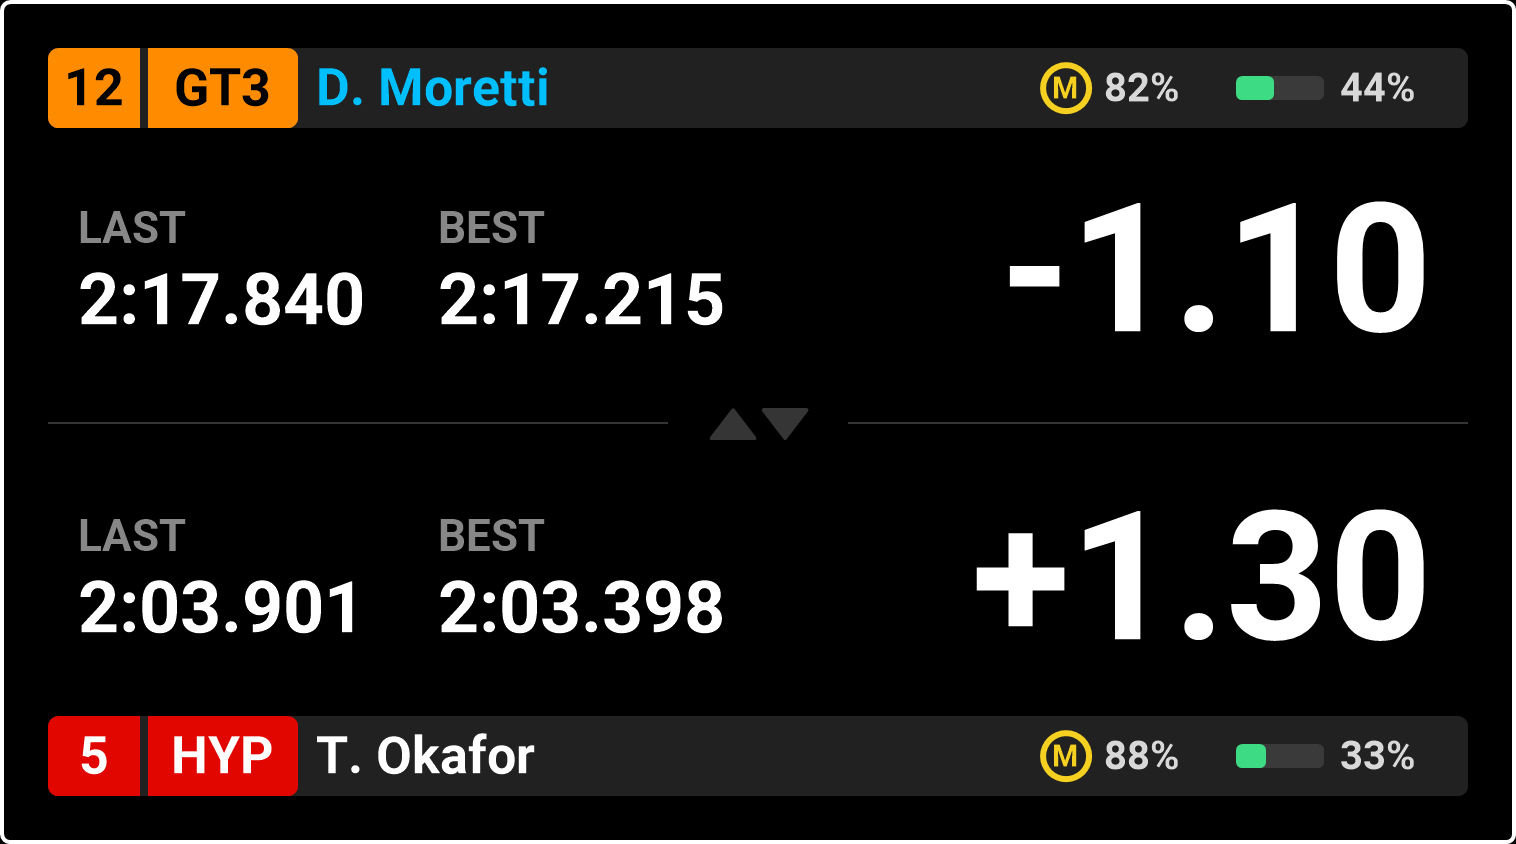 12 GT3 D. Moretti M 82% 44%
LAST BEST
2:17.840 2:17.215 -1.10
LAST BEST
2:03.901 2:03.398 +1.30
5 HYP T. Okafor M 88% 33%